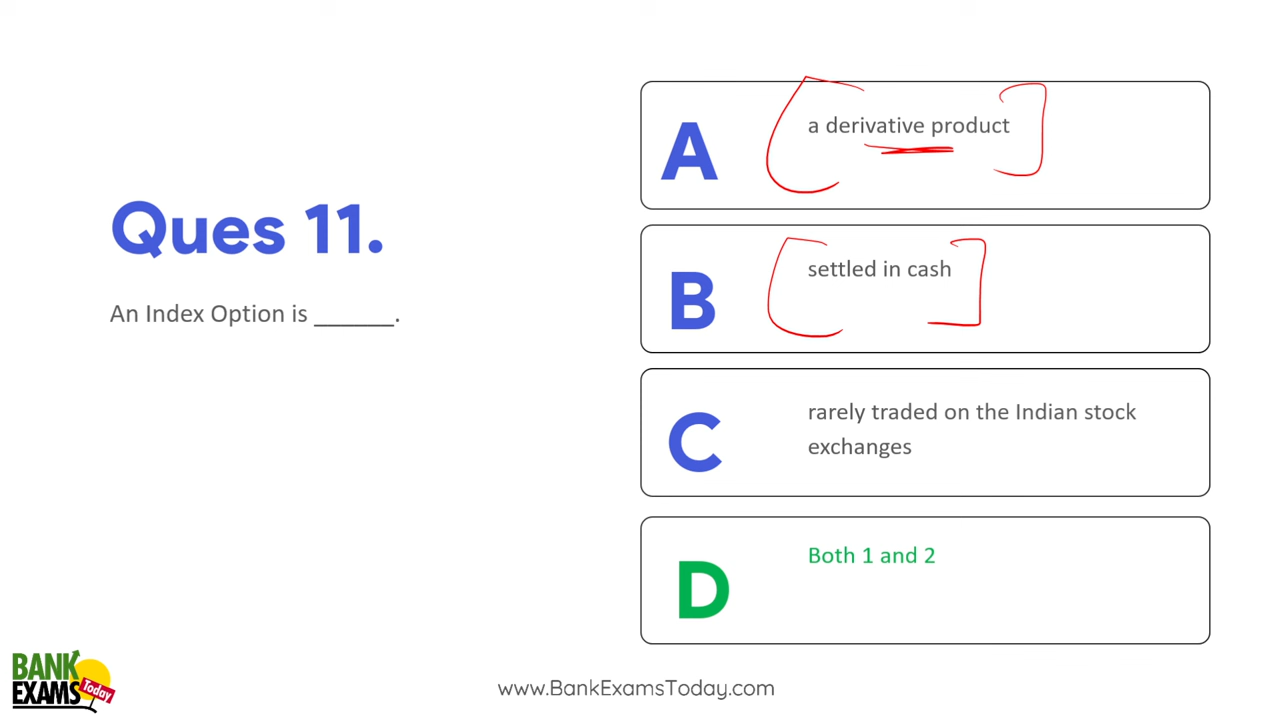 Ques 11.
An Index Option is ______.
A
a derivative product
B
settled in cash
C
rarely traded on the Indian stock
exchanges
D
Both 1 and 2
BANK
EXAMS
Today
www.BankExamsToday.com